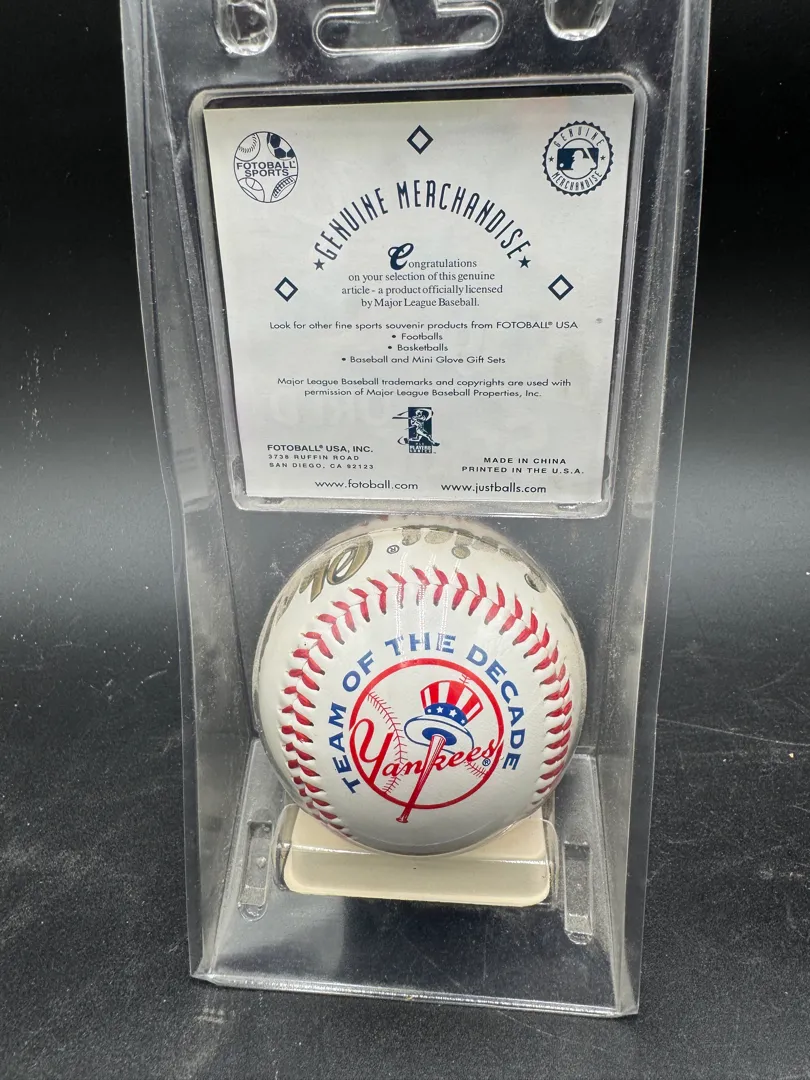 FOTOBALL
SPORTS
GENUINE
MERCHANDISE
GENUINE MERCHANDISE
Congratulations
on your selection of this genuine
article - a product officially licensed
by Major League Baseball.
Look for other fine sports souvenir products from FOTOBALL® USA
• Footballs
• Basketballs
• Baseball and Mini Glove Gift Sets
Major League Baseball trademarks and copyrights are used with
permission of Major League Baseball Properties, Inc.
FOTOBALL® USA, INC.
3738 RUFFIN ROAD
SAN DIEGO, CA 92123
MADE IN CHINA
PRINTED IN THE U.S.A.
www.fotoball.com
www.justballs.com
TEAM OF THE DECADE
Yankees®